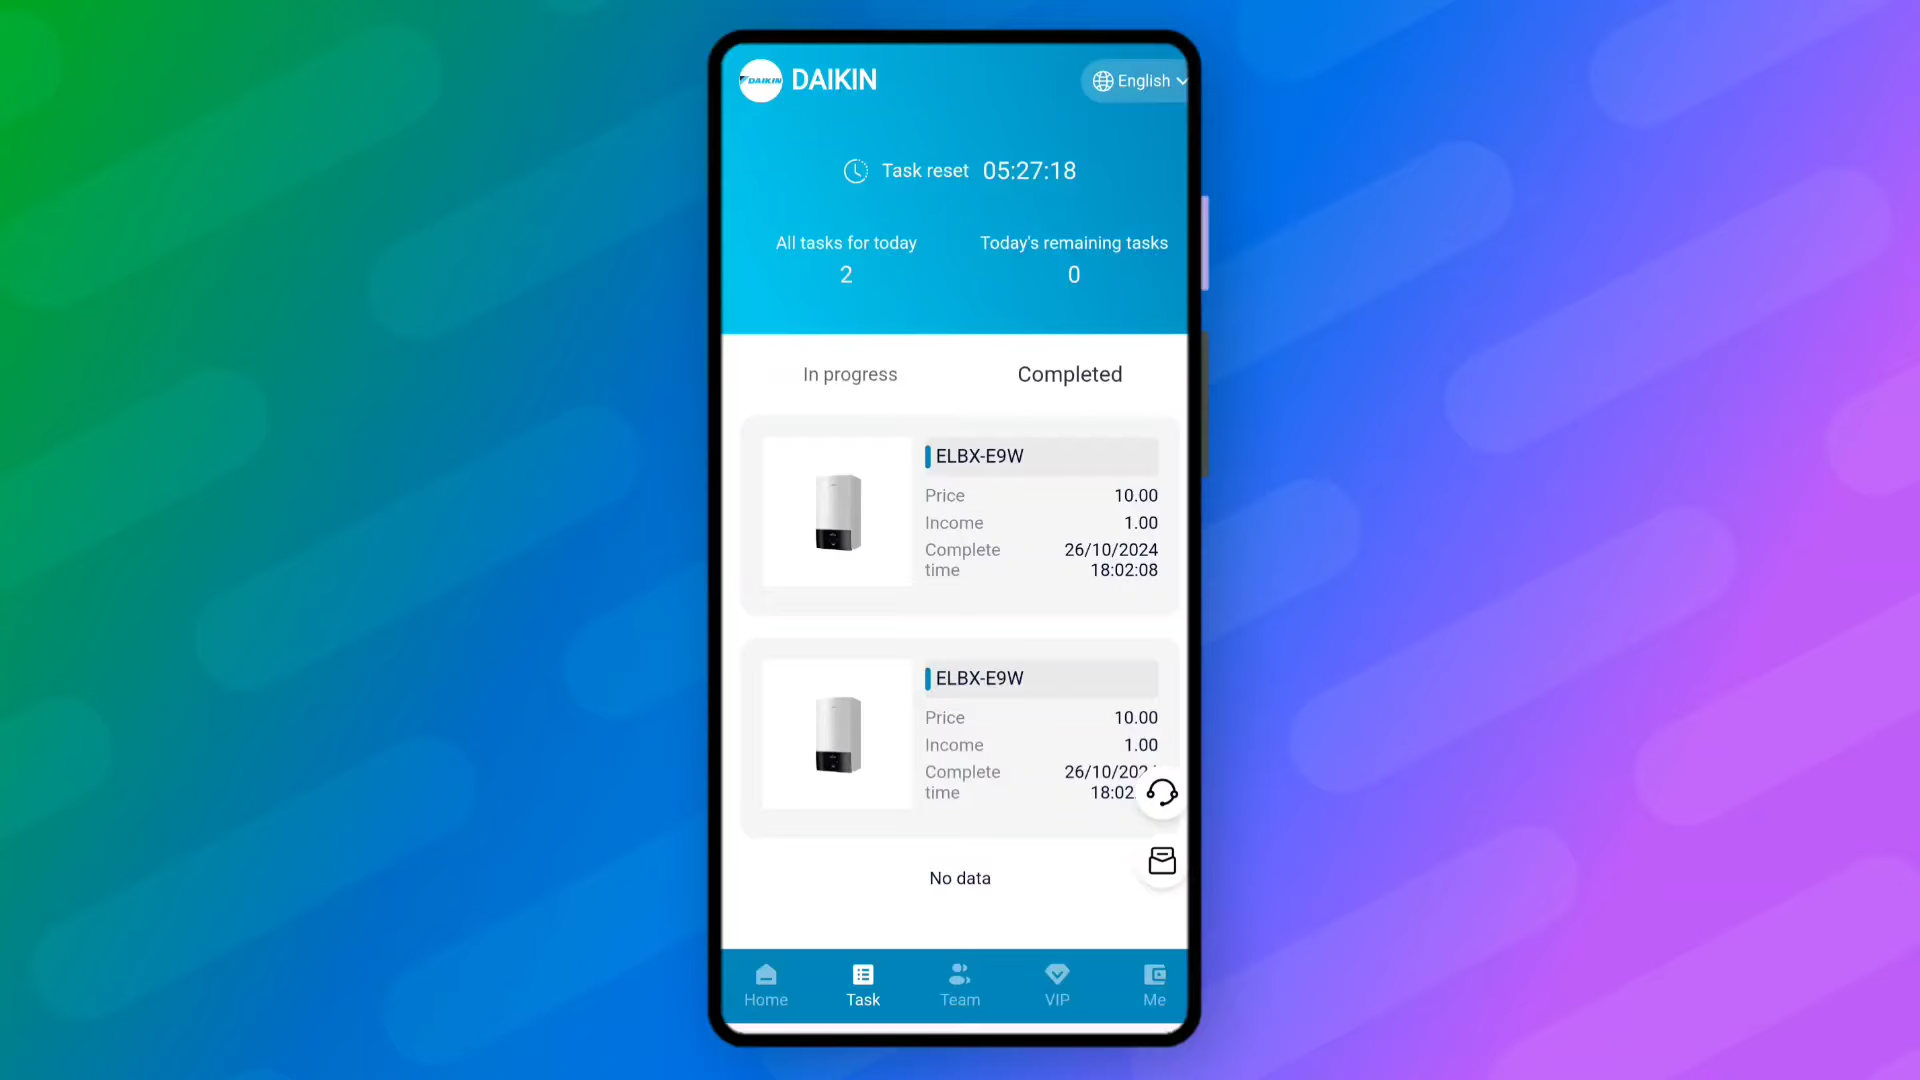 DAIKIN DAIKIN
English
Task reset 05:27:18
All tasks for today Today's remaining tasks
2 0
In progress Completed
ELBX-E9W
Price 10.00
Income 1.00
Complete 26/10/2024
time 18:02:08
ELBX-E9W
Price 10.00
Income 1.00
Complete 26/10/202
time 18:02
No data
Home Task Team VIP Me